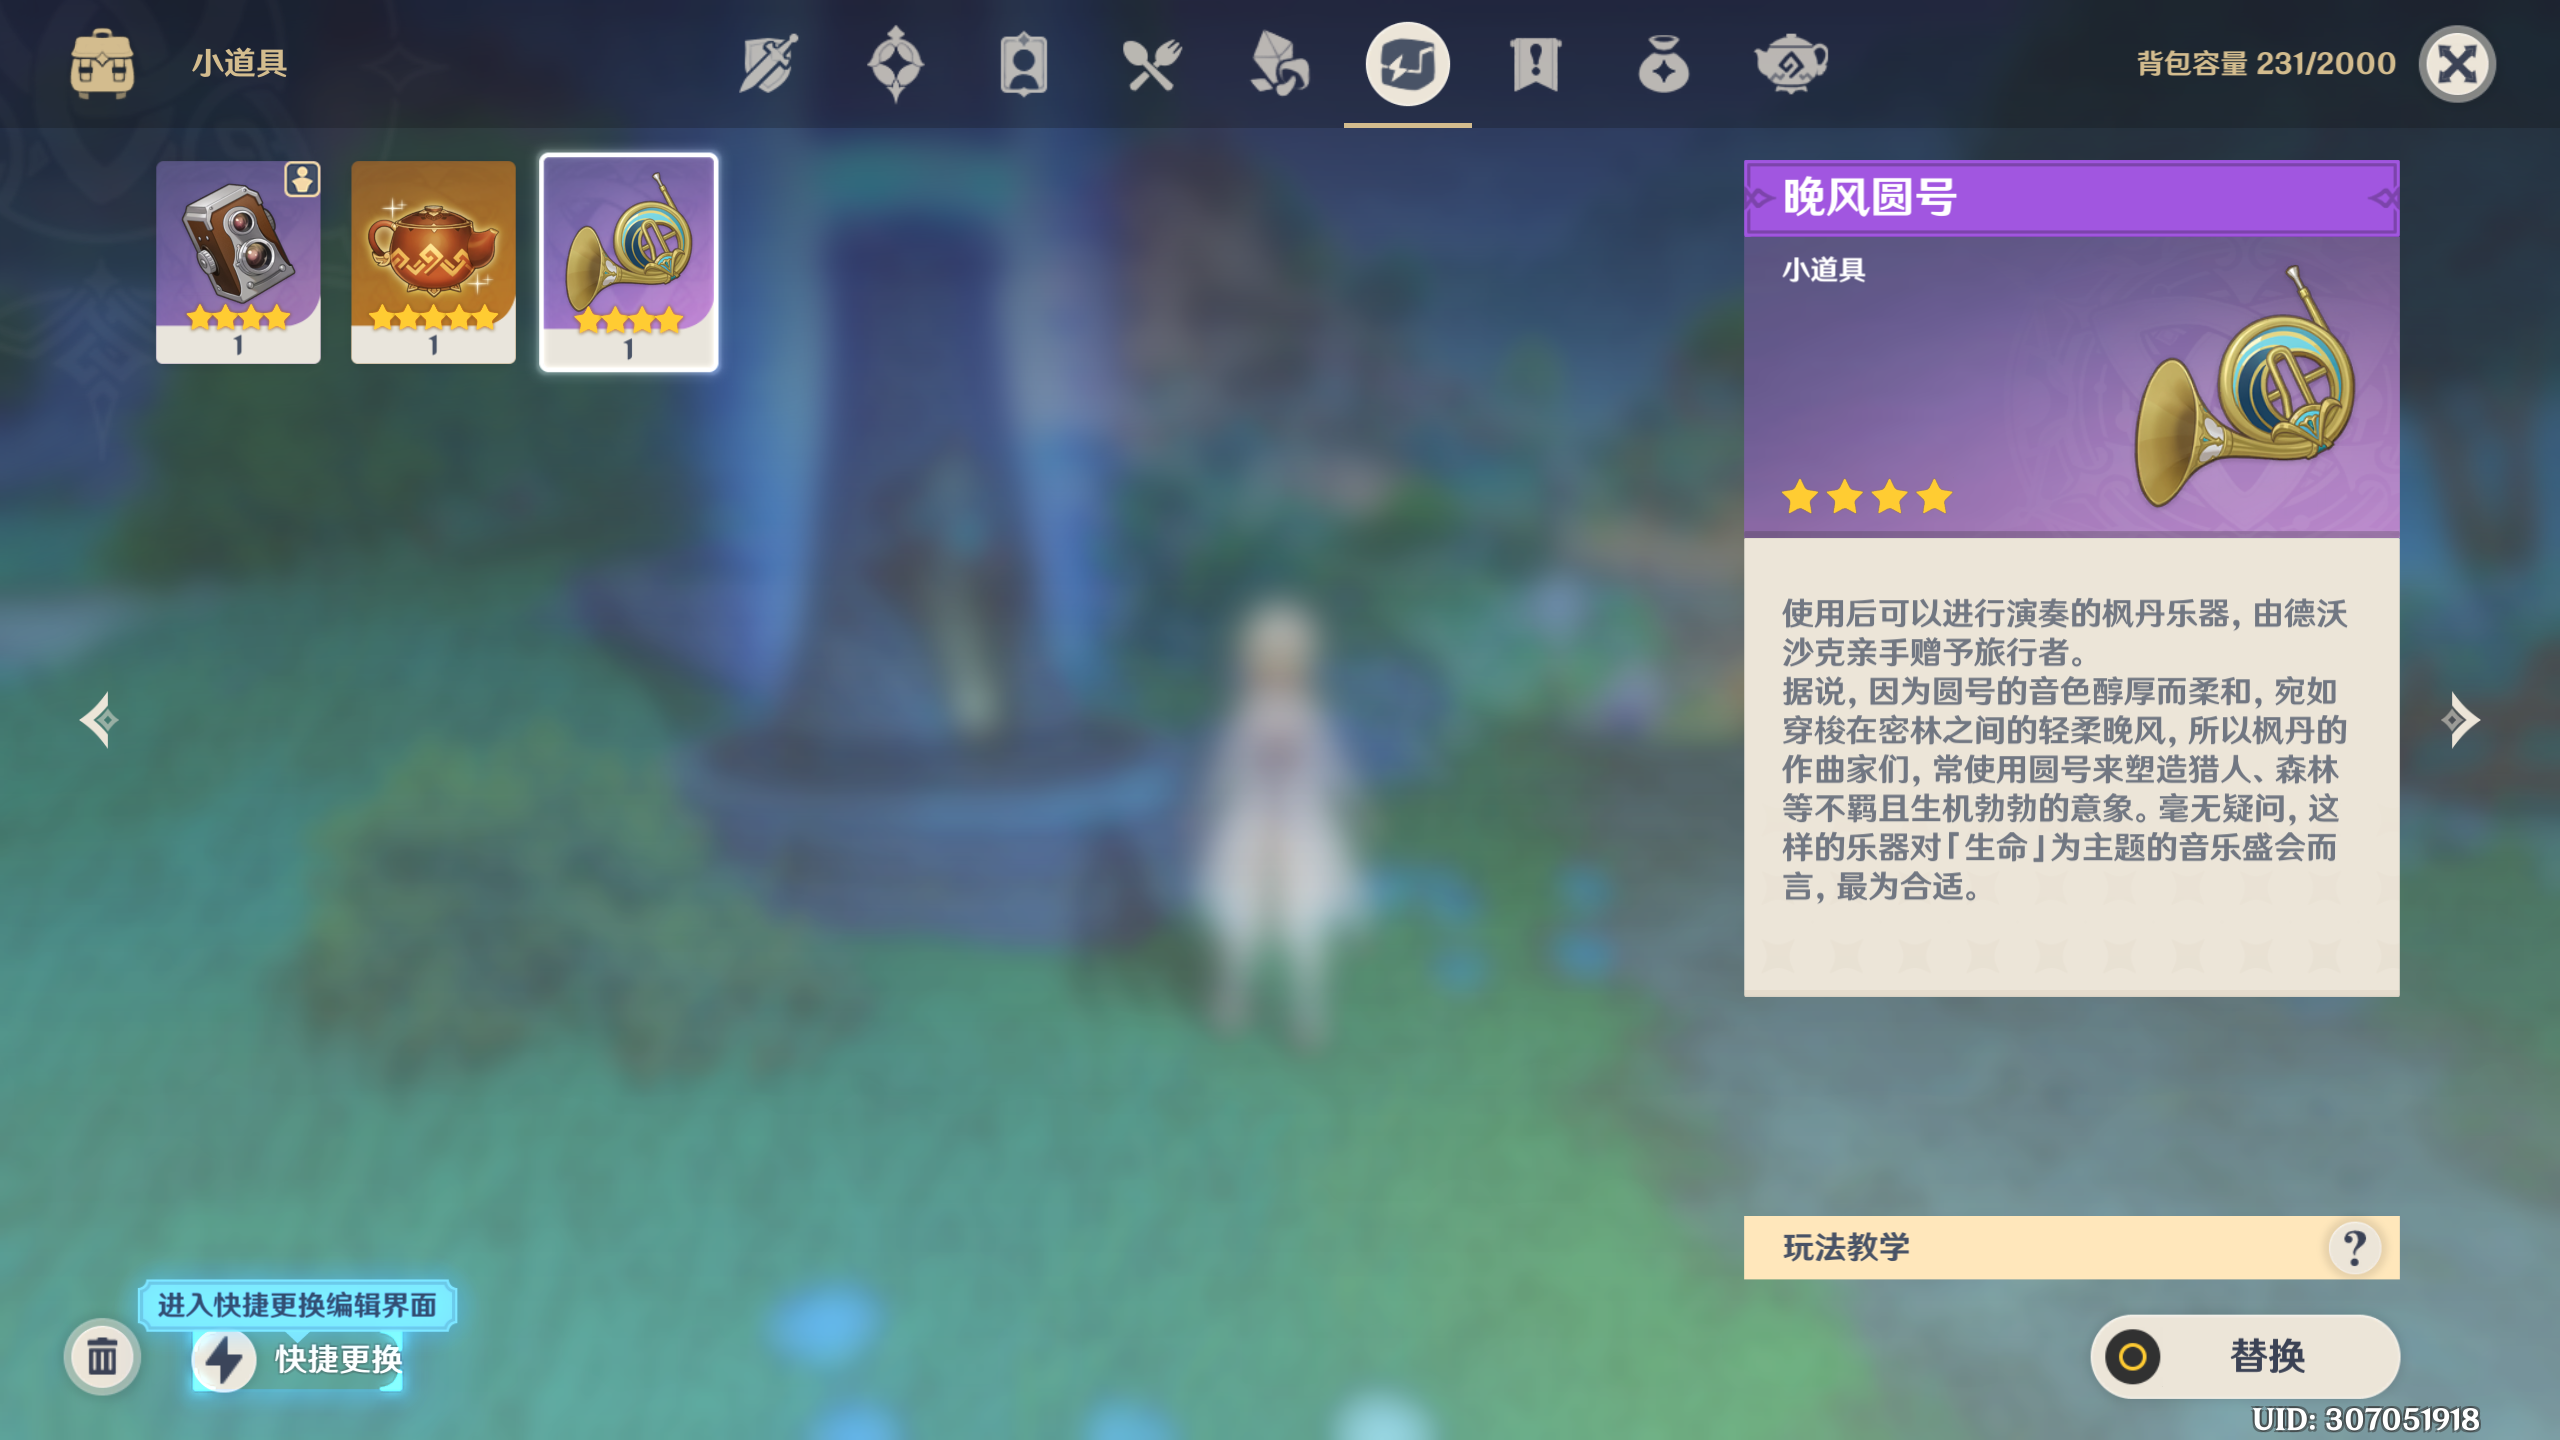 小道具
背包容量 231/2000
1
1
1
晚风圆号
小道具
使用后可以进行演奏的枫丹乐器，由德沃
沙克亲手赠予旅行者。
据说，因为圆号的音色醇厚而柔和，宛如
穿梭在密林之间的轻柔晚风，所以枫丹的
作曲家们，常使用圆号来塑造猎人、森林
等不羁且生机勃勃的意象。毫无疑问，这
样的乐器对「生命」为主题的音乐盛会而
言，最为合适。
玩法教学
?
进入快捷更换编辑界面
快捷更换
替换
UID: 307051918